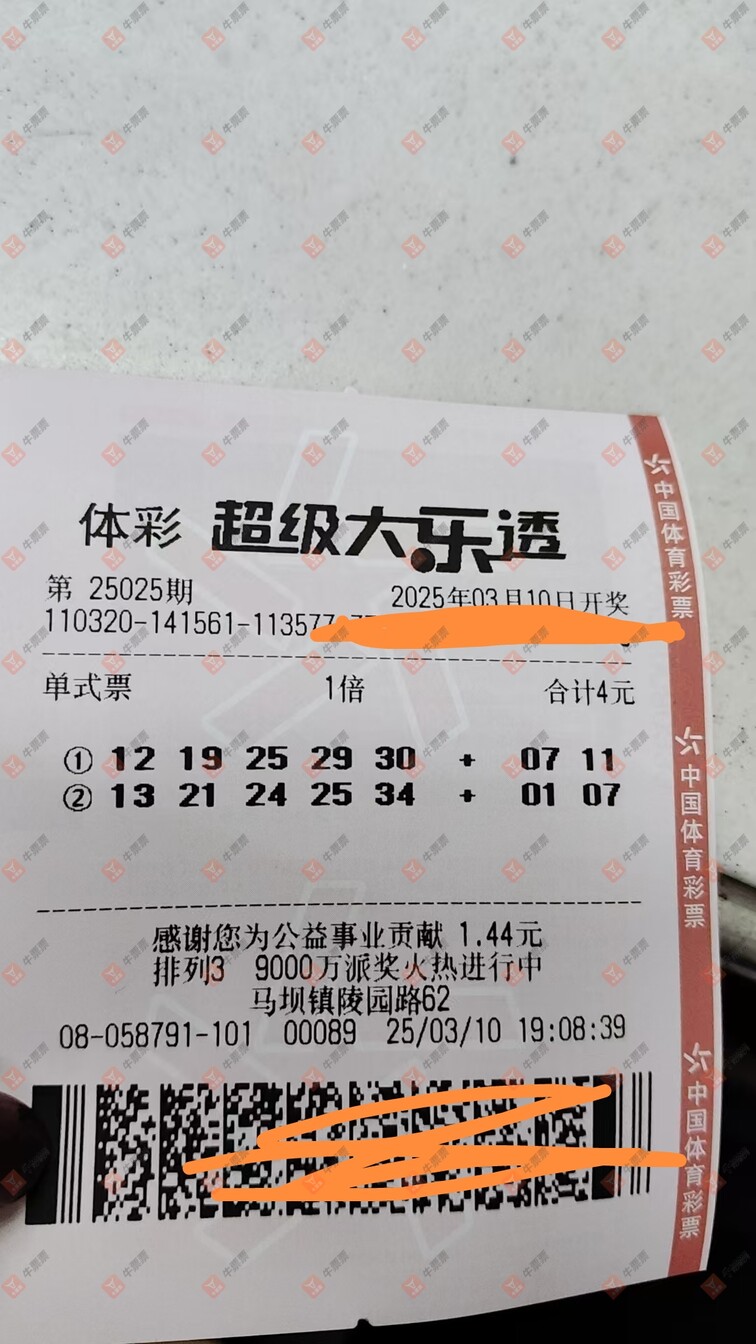 体彩 超级大乐透
第 25025期 2025年03月10日开奖
110320-141561-113577
单式票 1倍 合计4元
① 12 19 25 29 30 + 07 11
② 13 21 24 25 34 + 01 07
感谢您为公益事业贡献 1.44元
排列3 9000万派奖火热进行中
马坝镇陵园路62
08-058791-101 00089 25/03/10 19:08:39
中国体育彩票
中国体育彩票
中国体育彩票
牛票票